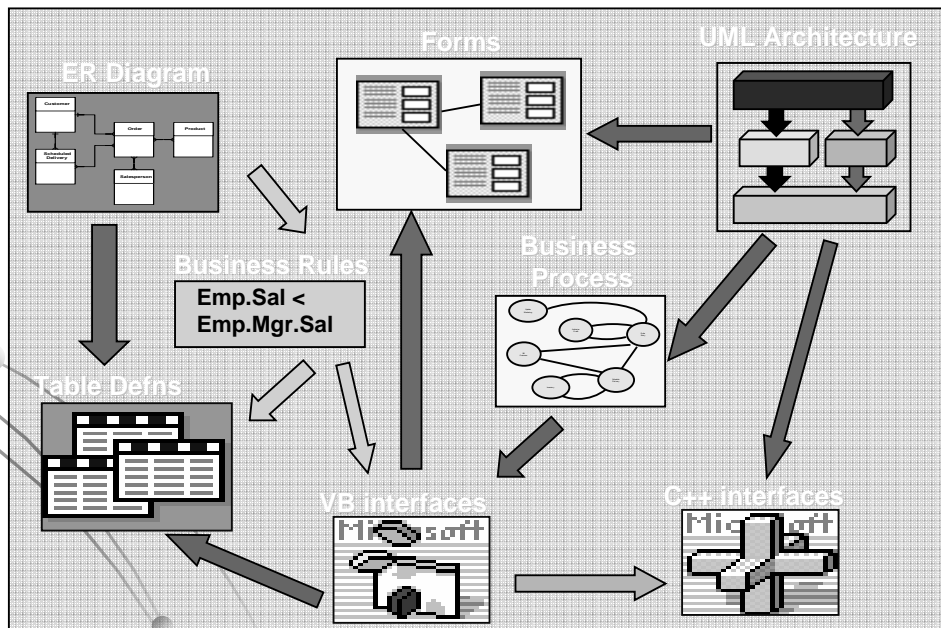 Forms
UML Architecture
ER Diagram
Customer
Order
Product
Scheduled
Delivery
Salesperson
Business Rules
Emp.Sal <
Emp.Mgr.Sal
Business
Process
Table Defns
VB interfaces
Microsoft
C++ interfaces